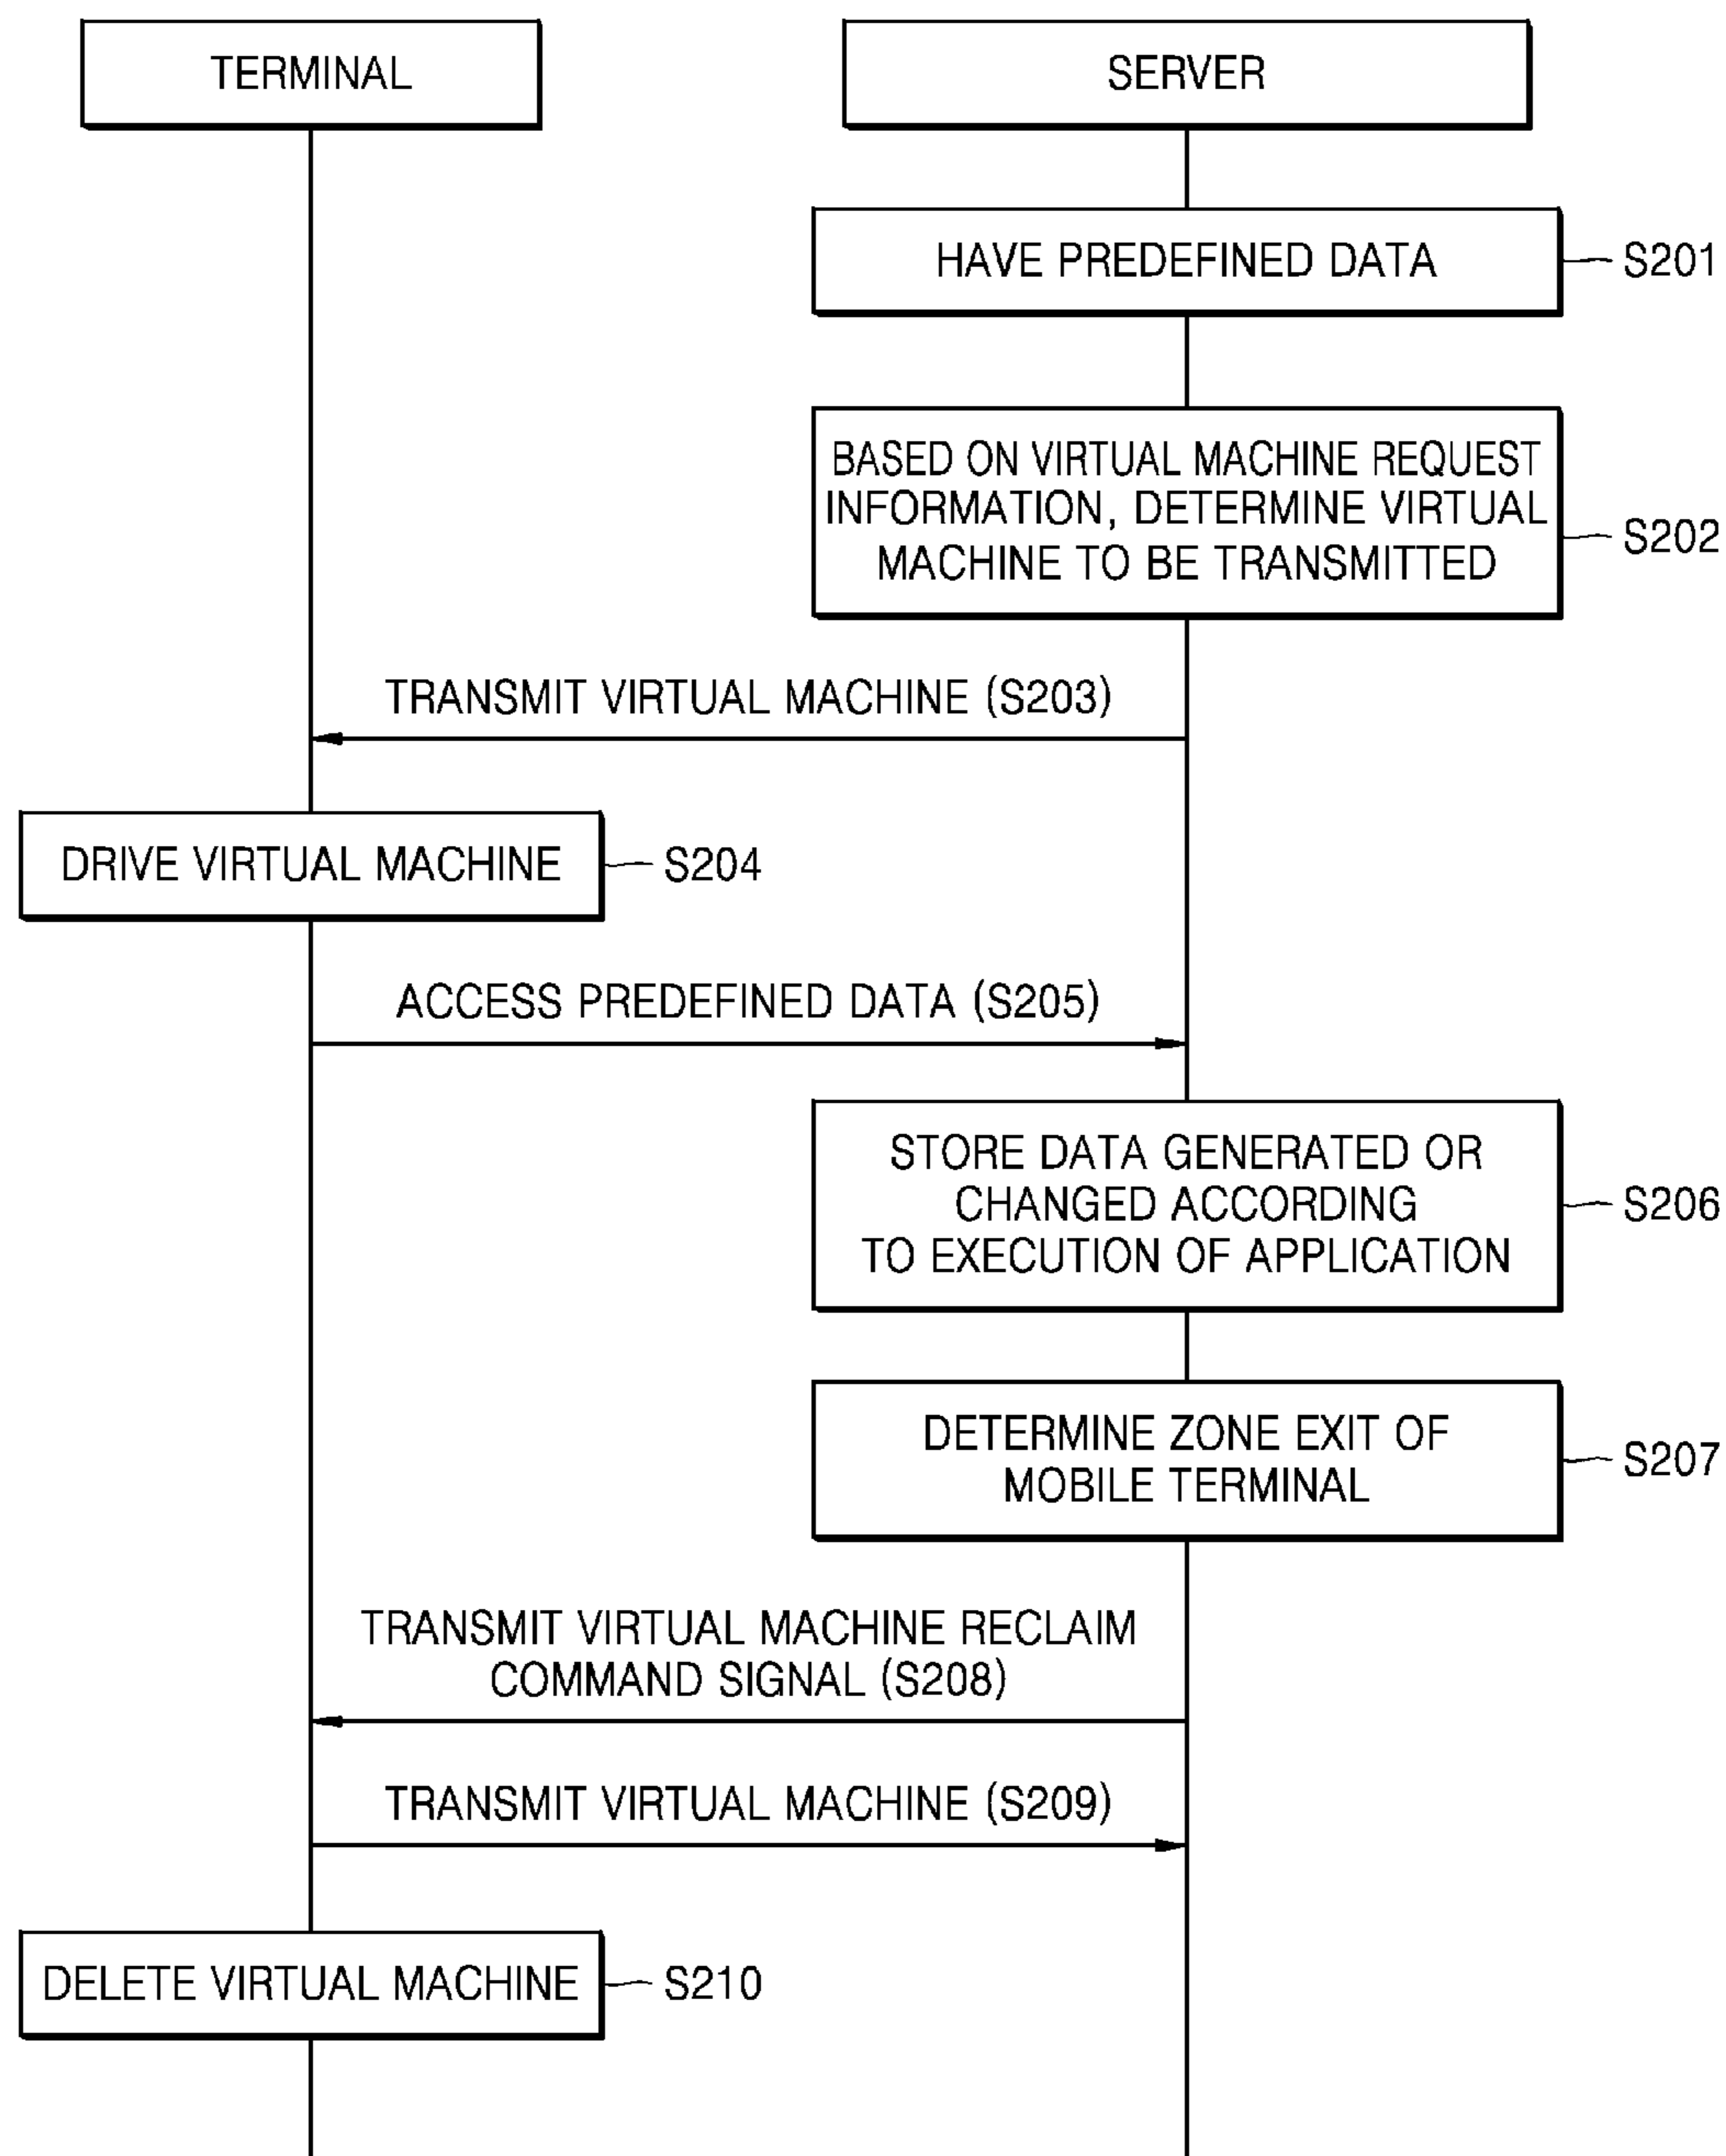 TERMINAL
SERVER
HAVE PREDEFINED DATA
S201
BASED ON VIRTUAL MACHINE REQUEST
INFORMATION, DETERMINE VIRTUAL
MACHINE TO BE TRANSMITTED
S202
TRANSMIT VIRTUAL MACHINE (S203)
DRIVE VIRTUAL MACHINE
S204
ACCESS PREDEFINED DATA (S205)
STORE DATA GENERATED OR
CHANGED ACCORDING
TO EXECUTION OF APPLICATION
S206
DETERMINE ZONE EXIT OF
MOBILE TERMINAL
S207
TRANSMIT VIRTUAL MACHINE RECLAIM
COMMAND SIGNAL (S208)
TRANSMIT VIRTUAL MACHINE (S209)
DELETE VIRTUAL MACHINE
S210